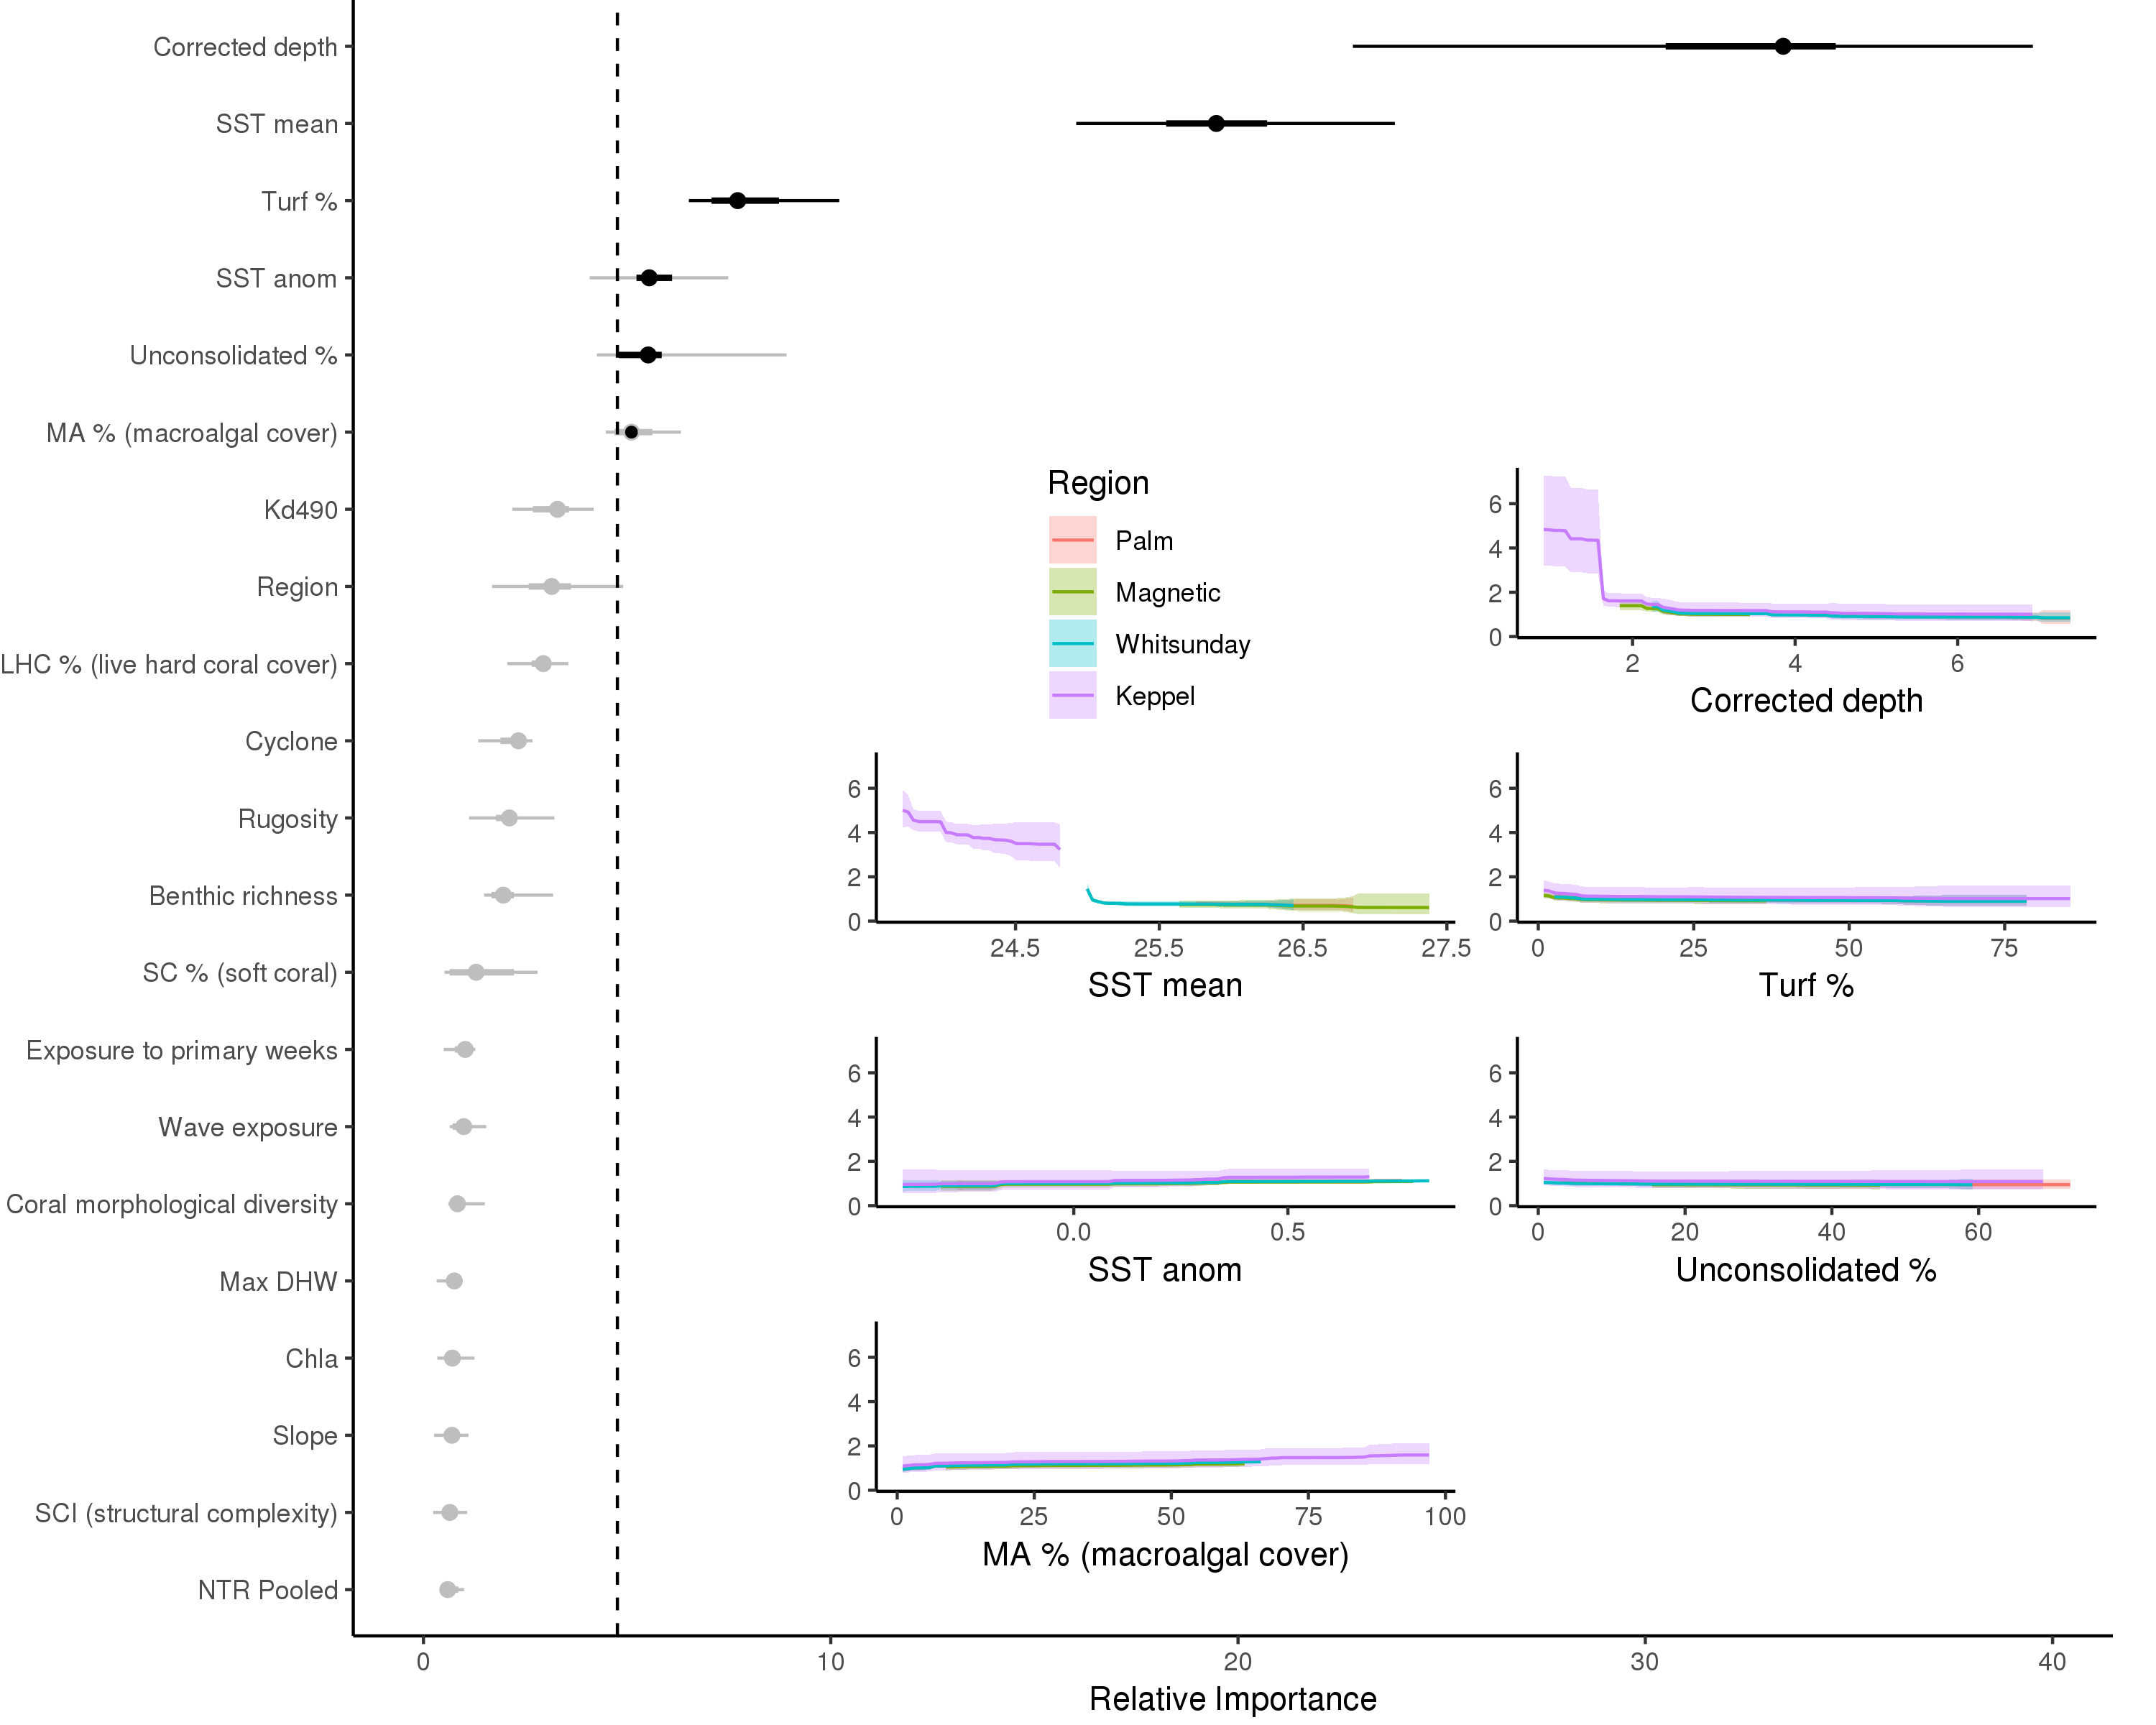 Corrected depth
SST mean
Turf %
SST anom
Unconsolidated %
MA % (macroalgal cover)
Kd490
Region
LHC % (live hard coral cover)
Cyclone
Rugosity
Benthic richness
SC % (soft coral)
Exposure to primary weeks
Wave exposure
Coral morphological diversity
Max DHW
Chla
Slope
SCI (structural complexity)
NTR Pooled
0 10 20 30 40
Relative Importance
Region
Palm
Magnetic
Whitsunday
Keppel
6
4
2
0
2 4 6
Corrected depth
6
4
2
0
24.5 25.5 26.5 27.5
SST mean
6
4
2
0
0 25 50 75
Turf %
6
4
2
0
0.0 0.5
SST anom
6
4
2
0
0 20 40 60
Unconsolidated %
6
4
2
0
0 25 50 75 100
MA % (macroalgal cover)